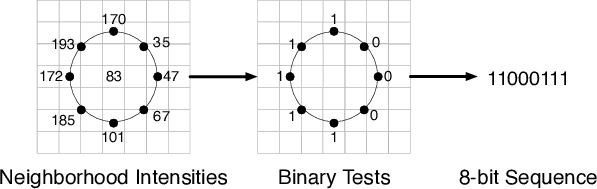 170 1
193 35 1 0
172 83 47 1 0 11000111
185 67 1 0
101 1
Neighborhood Intensities Binary Tests 8-bit Sequence